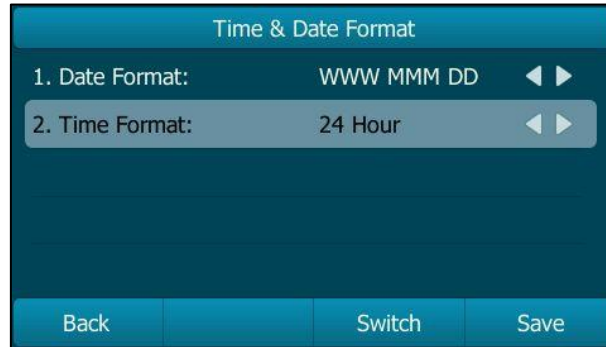 Time & Date Format
1. Date Format: WWW MMM DD
2. Time Format: 24 Hour
Back Switch Save